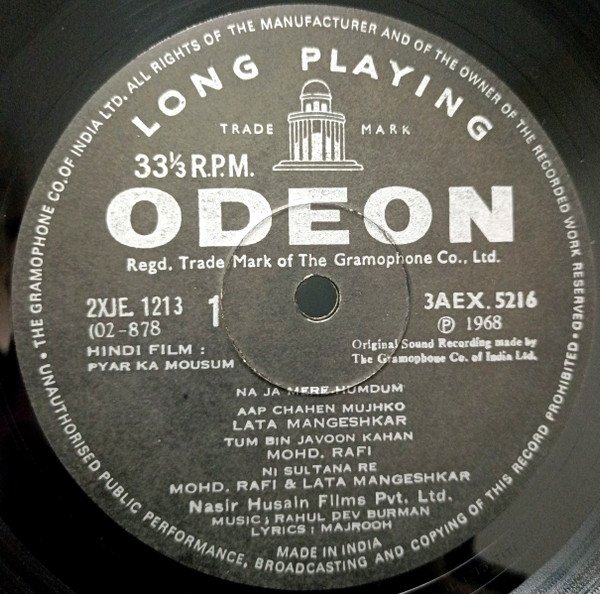 THE GRAMOPHONE CO. OF INDIA LTD. ALL RIGHTS OF THE MANUFACTURER AND OF THE OWNER OF THE RECORDED WORK RESERVED •
LONG PLAYING
TRADE MARK
33⅓ R.P.M.
ODEON
Regd. Trade Mark of The Gramophone Co., Ltd.
2XJE. 1213 1 3AEX. 5216
(02-878 Ⓟ 1968
HINDI FILM : Original Sound Recording made by
PYAR KA MOUSUM The Gramophone Co. of India Ltd.
NA JA MERE HUMDUM
AAP CHAHEN MUJHKO
LATA MANGESHKAR
TUM BIN JAVOON KAHAN
MOHD. RAFI
NI SULTANA RE
MOHD. RAFI & LATA MANGESHKAR
Nasir Husain Films Pvt. Ltd.
MUSIC; RAHUL DEV BURMAN
LYRICS; MAJROOH
MADE IN INDIA
• UNAUTHORISED PUBLIC PERFORMANCE, BROADCASTING AND COPYING OF THIS RECORD PROHIBITED •